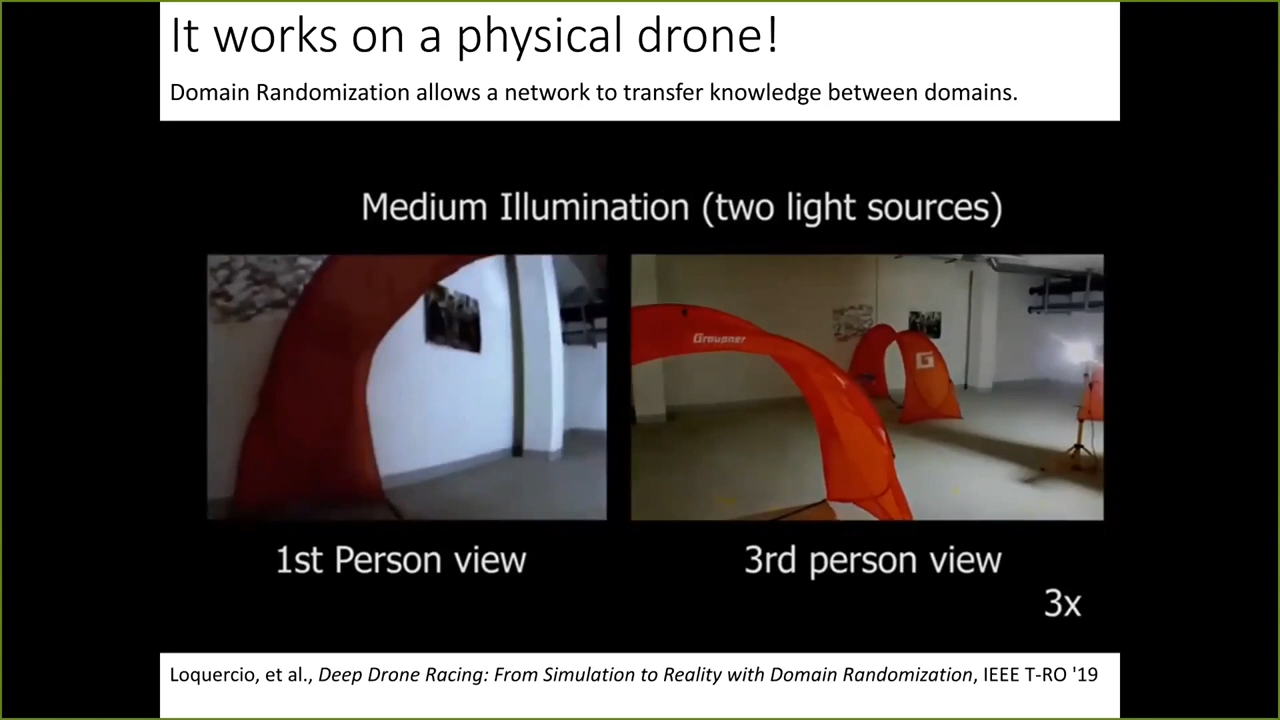 It works on a physical drone!
Domain Randomization allows a network to transfer knowledge between domains.
Medium Illumination (two light sources)
Graupner
G
1st Person view
3rd person view
3x
Loquercio, et al., Deep Drone Racing: From Simulation to Reality with Domain Randomization, IEEE T-RO '19